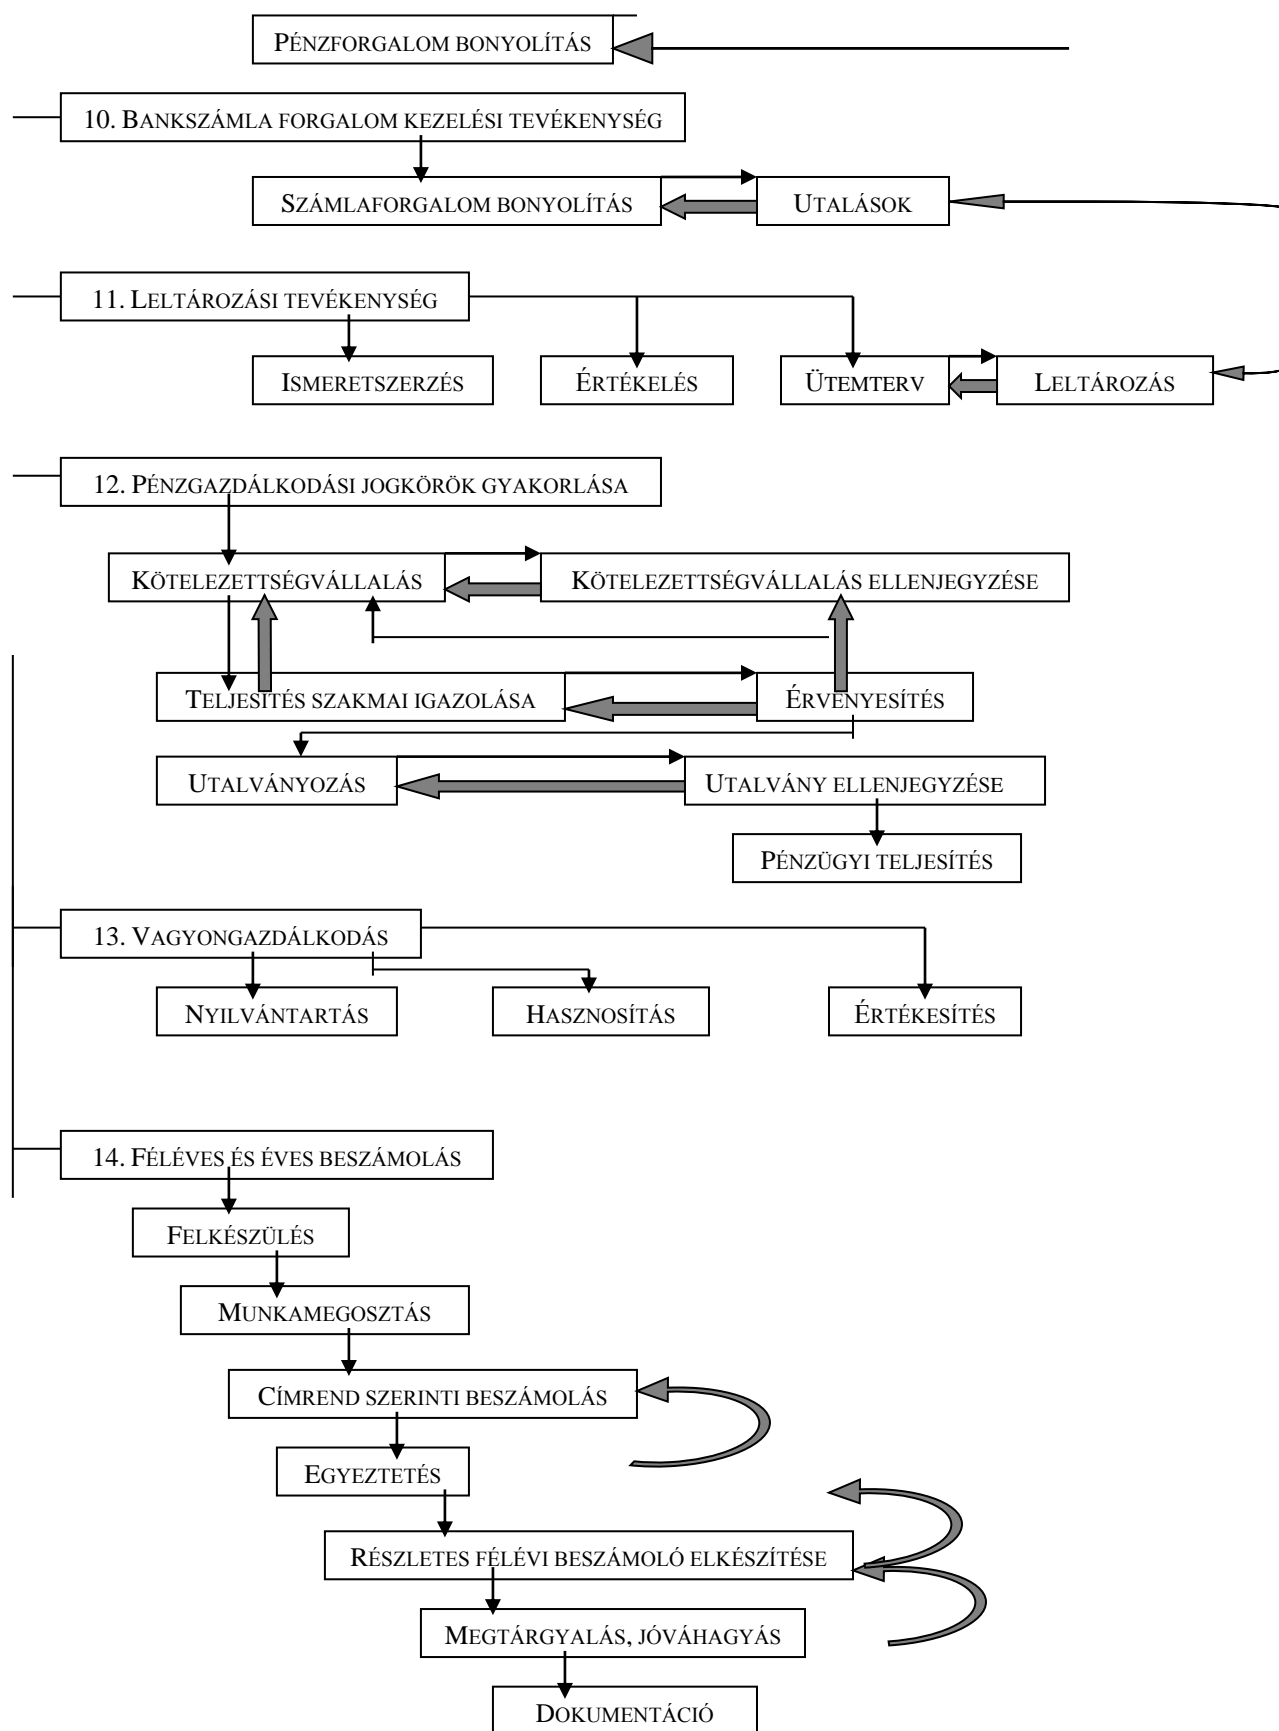 PÉNZFORGALOM BONYOLÍTÁS
10. BANKSZÁMLA FORGALOM KEZELÉSI TEVÉKENYSÉG
SZÁMLAFORGALOM BONYOLÍTÁS
UTALÁSOK
11. LELTÁROZÁSI TEVÉKENYSÉG
ISMERETSZERZÉS
ÉRTÉKELÉS
ÜTEMTERV
LELTÁROZÁS
12. PÉNZGAZDÁLKODÁSI JOGKÖRÖK GYAKORLÁSA
KÖTELEZETTSÉGVÁLLALÁS
KÖTELEZETTSÉGVÁLLALÁS ELLENJEGYZÉSE
TELJESÍTÉS SZAKMAI IGAZOLÁSA
ÉRVÉNYESÍTÉS
UTALVÁNYOZÁS
UTALVÁNY ELLENJEGYZÉSE
PÉNZÜGYI TELJESÍTÉS
13. VAGYONGAZDÁLKODÁS
NYILVÁNTARTÁS
HASZNOSÍTÁS
ÉRTÉKESÍTÉS
14. FÉLÉVES ÉS ÉVES BESZÁMOLÁS
FELKÉSZÜLÉS
MUNKAMEGOSZTÁS
CÍMREND SZERINTI BESZÁMOLÁS
EGYEZTETÉS
RÉSZLETES FÉLÉVI BESZÁMOLÓ ELKÉSZÍTÉSE
MEGTÁRGYALÁS, JÓVÁHAGYÁS
DOKUMENTÁCIÓ